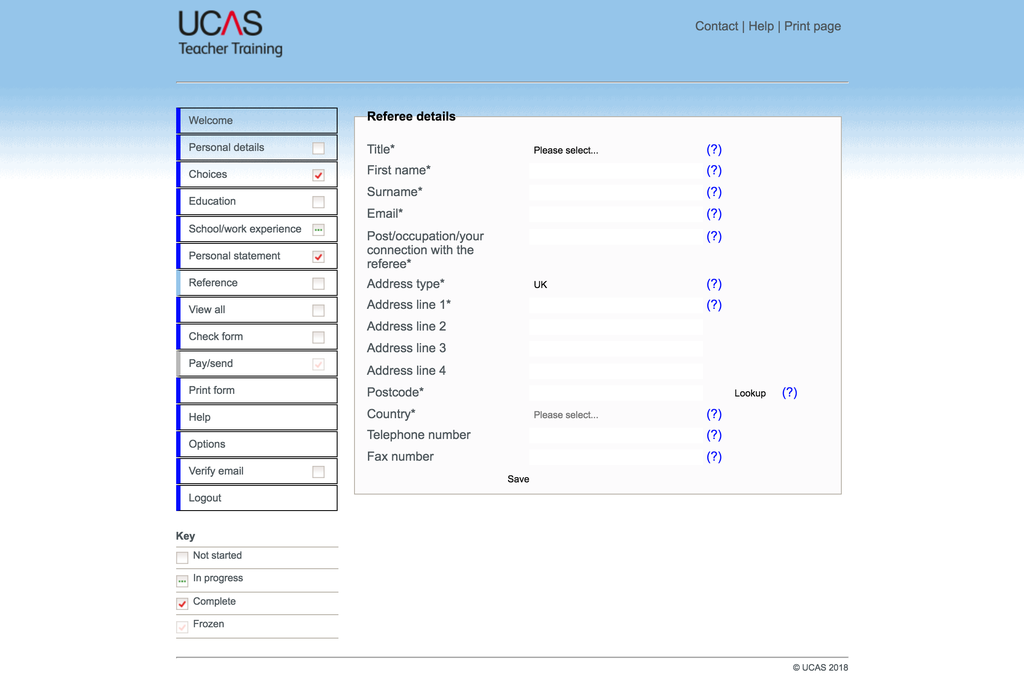 UCAS
Teacher Training
Contact | Help | Print page
Welcome
Personal details
Choices
Education
School/work experience
Personal statement
Reference
View all
Check form
Pay/send
Print form
Help
Options
Verify email
Logout
Key
Not started
In progress
Complete
Frozen
Referee details
Title* Please select... (?)
First name* (?)
Surname* (?)
Email* (?)
Post/occupation/your (?)
connection with the
referee*
Address type* UK (?)
Address line 1* (?)
Address line 2
Address line 3
Address line 4
Postcode* Lookup (?)
Country* Please select... (?)
Telephone number (?)
Fax number (?)
Save
© UCAS 2018